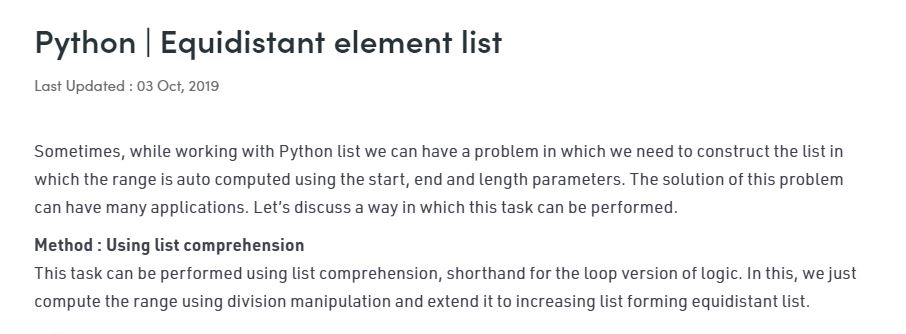 Python | Equidistant element list
Last Updated : 03 Oct, 2019
Sometimes, while working with Python list we can have a problem in which we need to construct the list in
which the range is auto computed using the start, end and length parameters. The solution of this problem
can have many applications. Let’s discuss a way in which this task can be performed.
Method : Using list comprehension
This task can be performed using list comprehension, shorthand for the loop version of logic. In this, we just
compute the range using division manipulation and extend it to increasing list forming equidistant list.